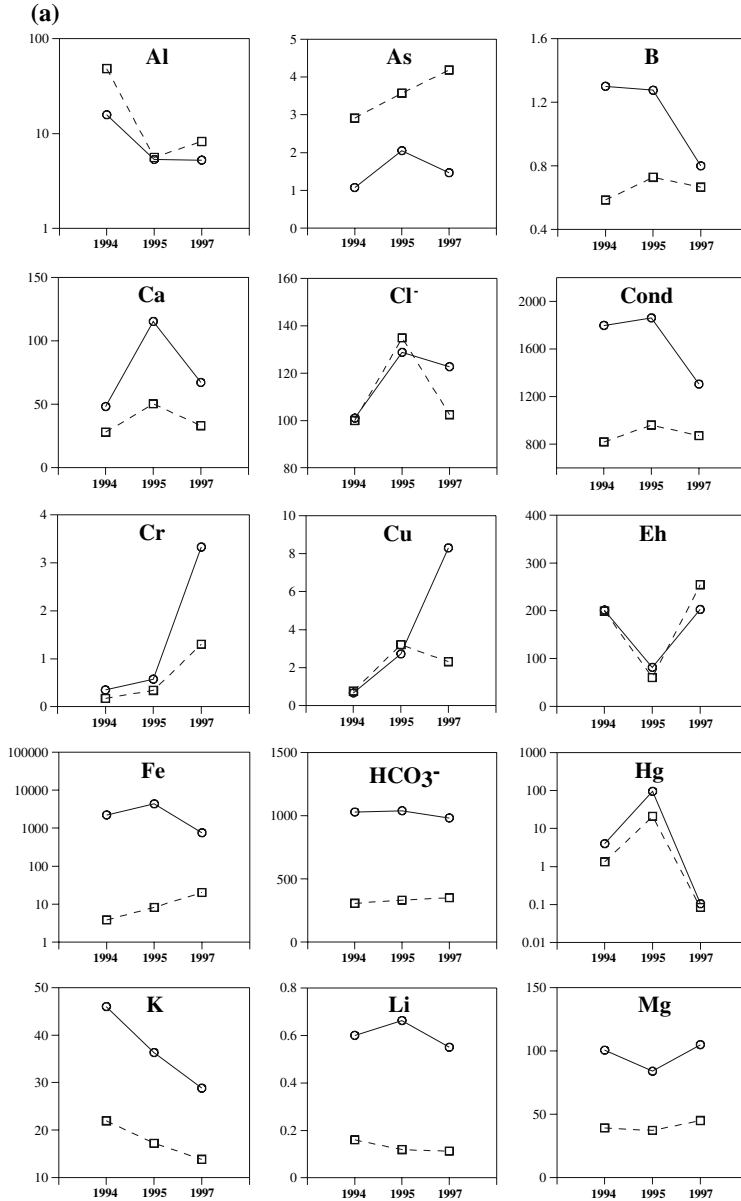 (a)
Al
100
10
1
1994 1995 1997
As
5
4
3
2
1
0
1994 1995 1997
B
1.6
1.2
0.8
0.4
1994 1995 1997
Ca
150
100
50
0
1994 1995 1997
Cl-
160
140
120
100
80
1994 1995 1997
Cond
2000
1600
1200
800
1994 1995 1997
Cr
4
3
2
1
0
1994 1995 1997
Cu
10
8
6
4
2
0
1994 1995 1997
Eh
400
300
200
100
0
1994 1995 1997
Fe
100000
10000
1000
100
10
1
1994 1995 1997
HCO3-
1500
1000
500
0
1994 1995 1997
Hg
1000
100
10
1
0.1
0.01
1994 1995 1997
K
50
40
30
20
10
1994 1995 1997
Li
0.8
0.6
0.4
0.2
0
1994 1995 1997
Mg
150
100
50
0
1994 1995 1997